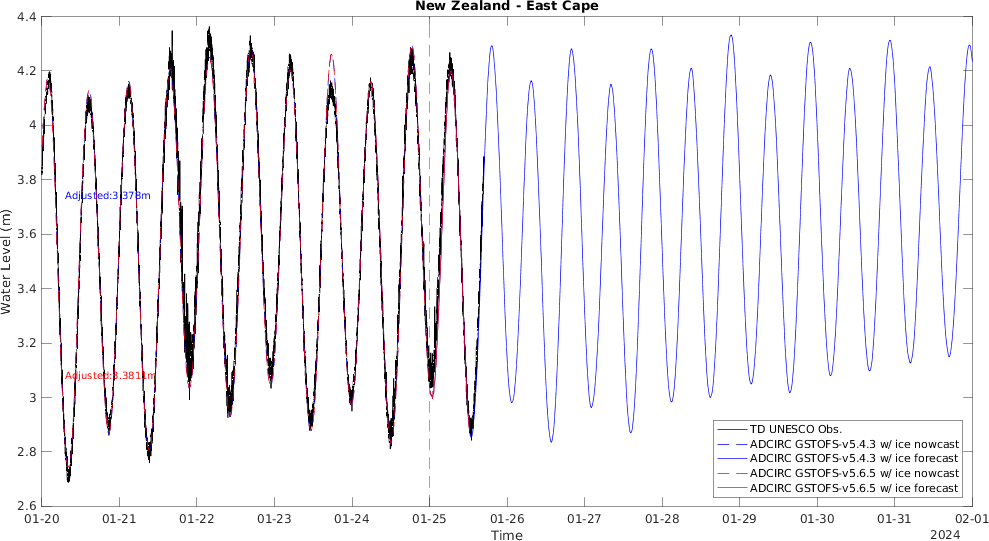 New Zealand - East Cape
4.4
4.2
4
3.8
3.6
3.4
3.2
3
2.8
2.6
Water Level (m)
Adjusted:3.378m
Adjusted:3.3811m
TD UNESCO Obs.
ADCIRC GSTOFS-v5.4.3 w/ ice nowcast
ADCIRC GSTOFS-v5.4.3 w/ ice forecast
ADCIRC GSTOFS-v5.6.5 w/ ice nowcast
ADCIRC GSTOFS-v5.6.5 w/ ice forecast
01-20 01-21 01-22 01-23 01-24 01-25 01-26 01-27 01-28 01-29 01-30 01-31 02-01
Time
2024